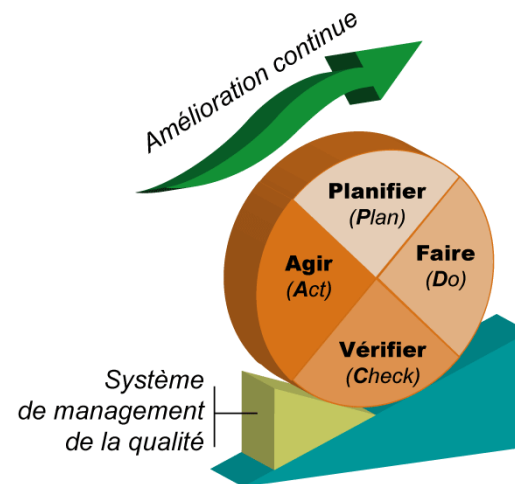 Amélioration continue
Planifier
(Plan)
Faire
(Do)
Agir
(Act)
Vérifier
(Check)
Système
de management
de la qualité